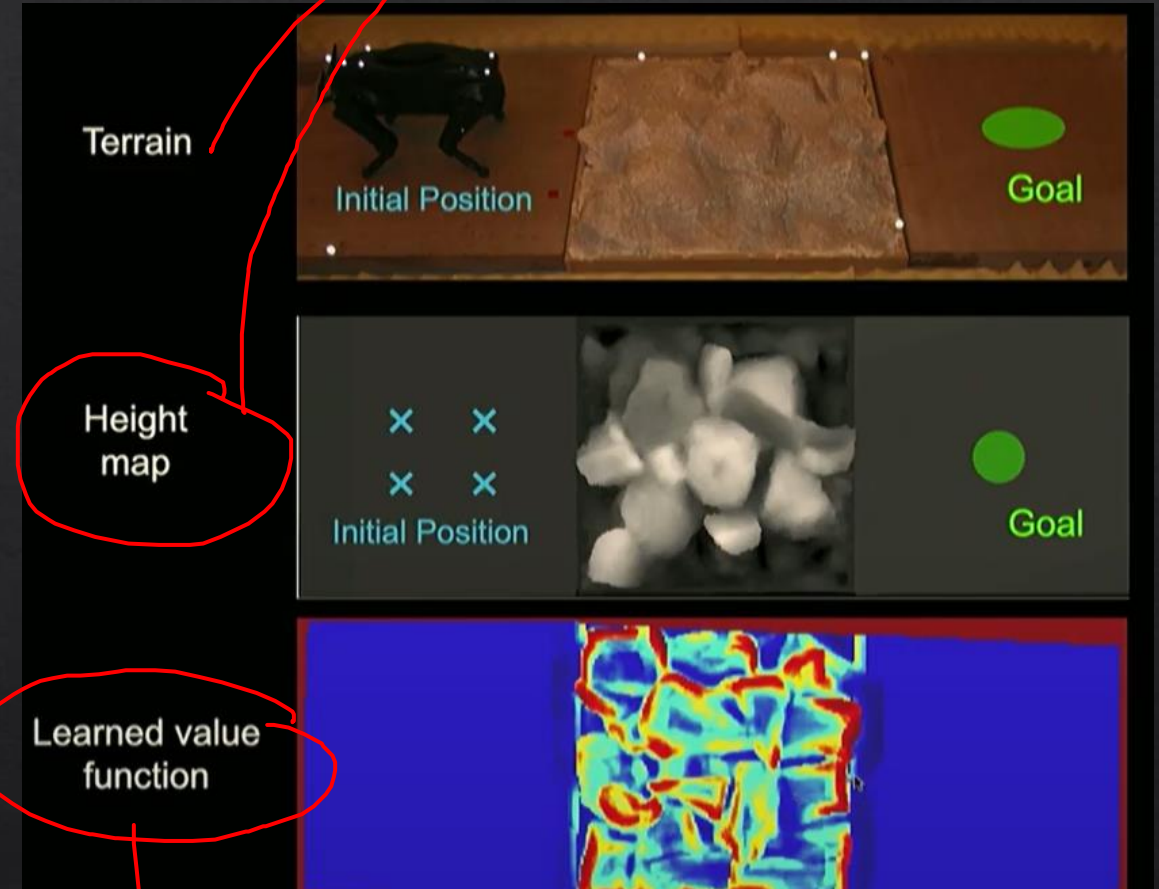 Terrain
Initial Position
Goal
Height
map
Initial Position
Goal
Learned value
function